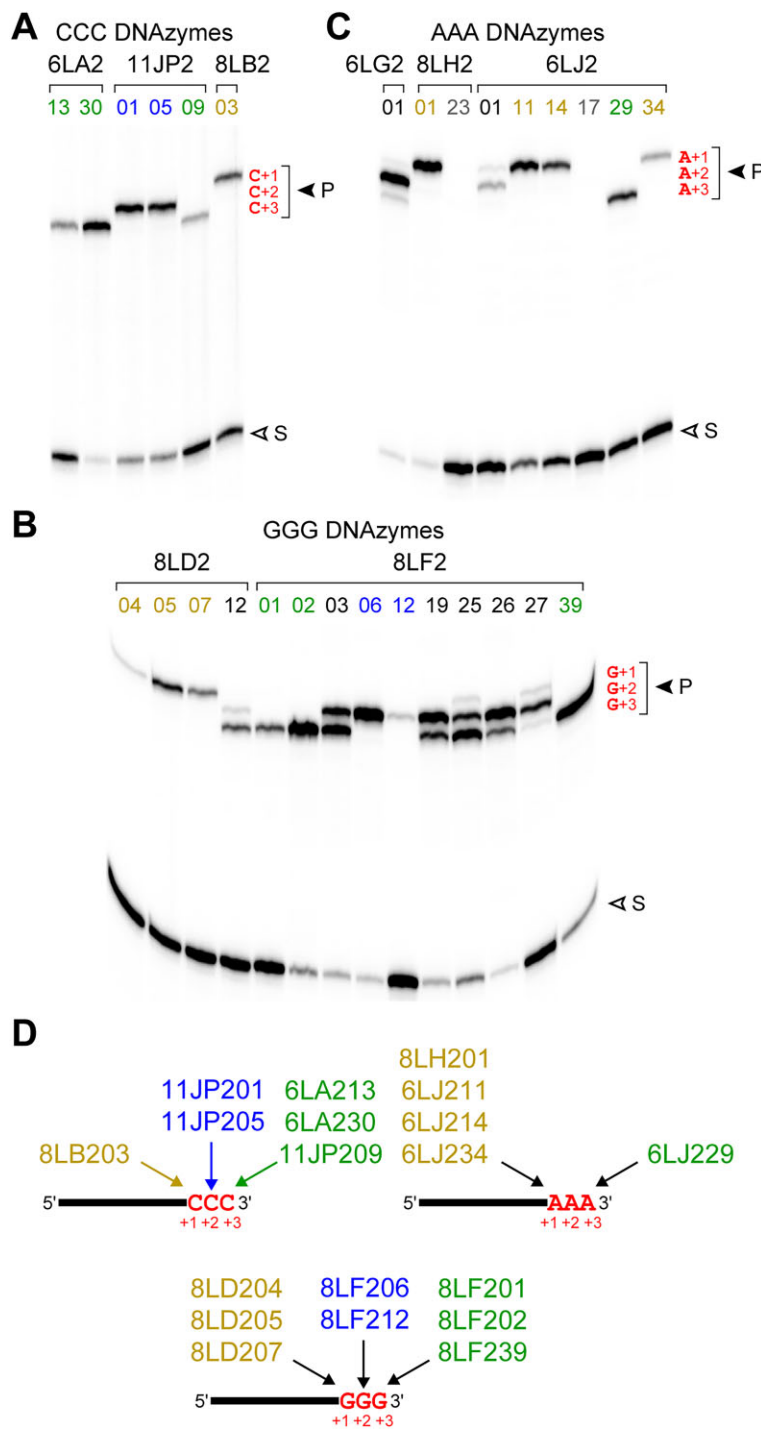 A
CCC DNAzymes
6LA2 11JP2 8LB2
13 30 01 05 09 03
C+1
C+2
C+3
P
S
C
AAA DNAzymes
6LG2 8LH2 6LJ2
01 01 23 01 11 14 17 29 34
A+1
A+2
A+3
P
S
B
GGG DNAzymes
8LD2 8LF2
04 05 07 12 01 02 03 06 12 19 25 26 27 39
G+1
G+2
G+3
P
S
D
11JP201 6LA213
11JP205 6LA230
8LB203 11JP209
5' CCC 3'
+1 +2 +3
8LH201
6LJ211
6LJ214
6LJ234 6LJ229
5' AAA 3'
+1 +2 +3
8LD204 8LF206 8LF201
8LD205 8LF212 8LF202
8LD207 8LF239
5' GGG 3'
+1 +2 +3